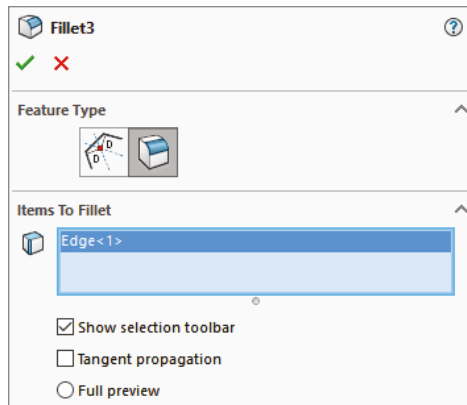 Fillet3
Feature Type
D D
Items To Fillet
Edge<1>
Show selection toolbar
Tangent propagation
Full preview